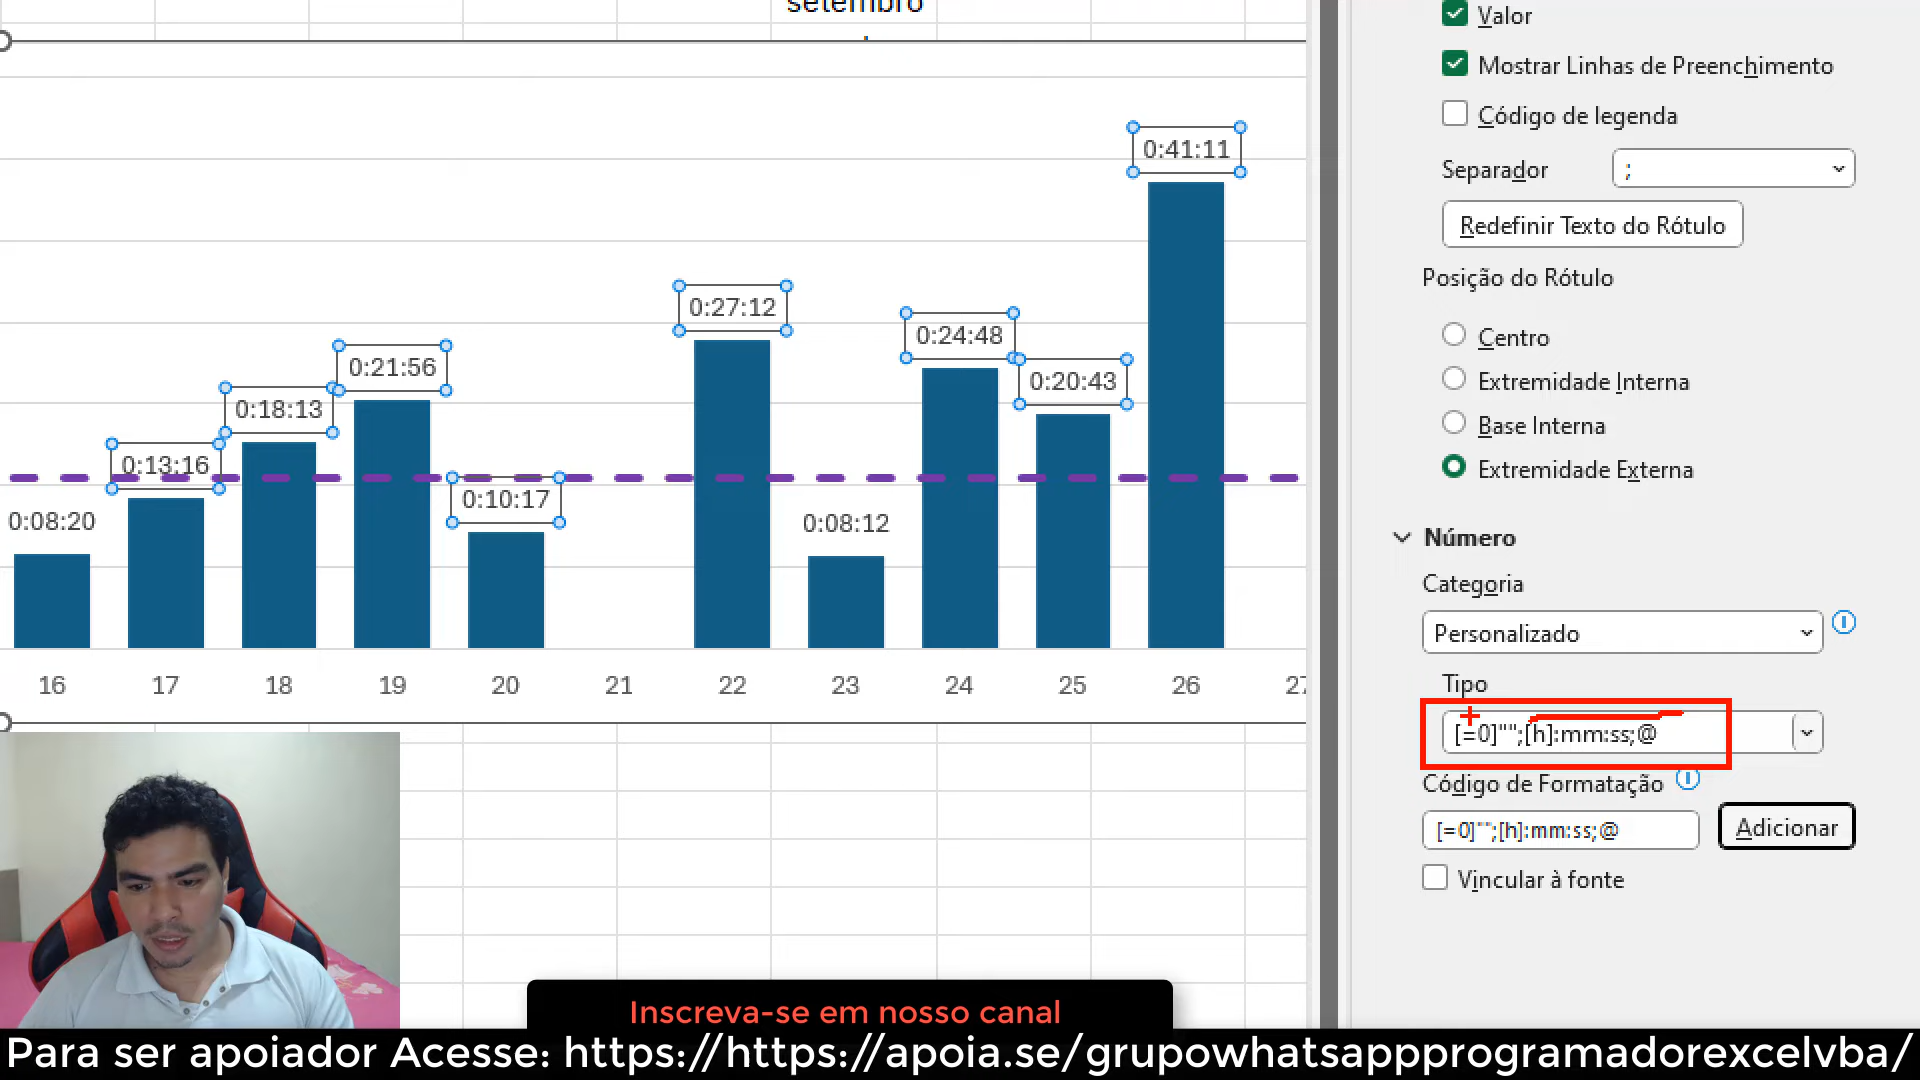 setembro
0:41:11
0:27:12
0:24:48
0:20:43
0:21:56
0:18:13
0:13:16
0:10:17
0:08:20
0:08:12
16 17 18 19 20 21 22 23 24 25 26 27
Valor
Mostrar Linhas de Preenchimento
Código de legenda
Separador ;
Redefinir Texto do Rótulo
Posição do Rótulo
Centro
Extremidade Interna
Base Interna
Extremidade Externa
Número
Categoria
Personalizado
Tipo
[=0]"";[h]:mm:ss;@
Código de Formatação
[=0]"";[h]:mm:ss;@ Adicionar
Vincular à fonte
Inscreva-se em nosso canal
Para ser apoiador Acesse: https://https://apoia.se/grupowhatsappprogramadorexcelvba/